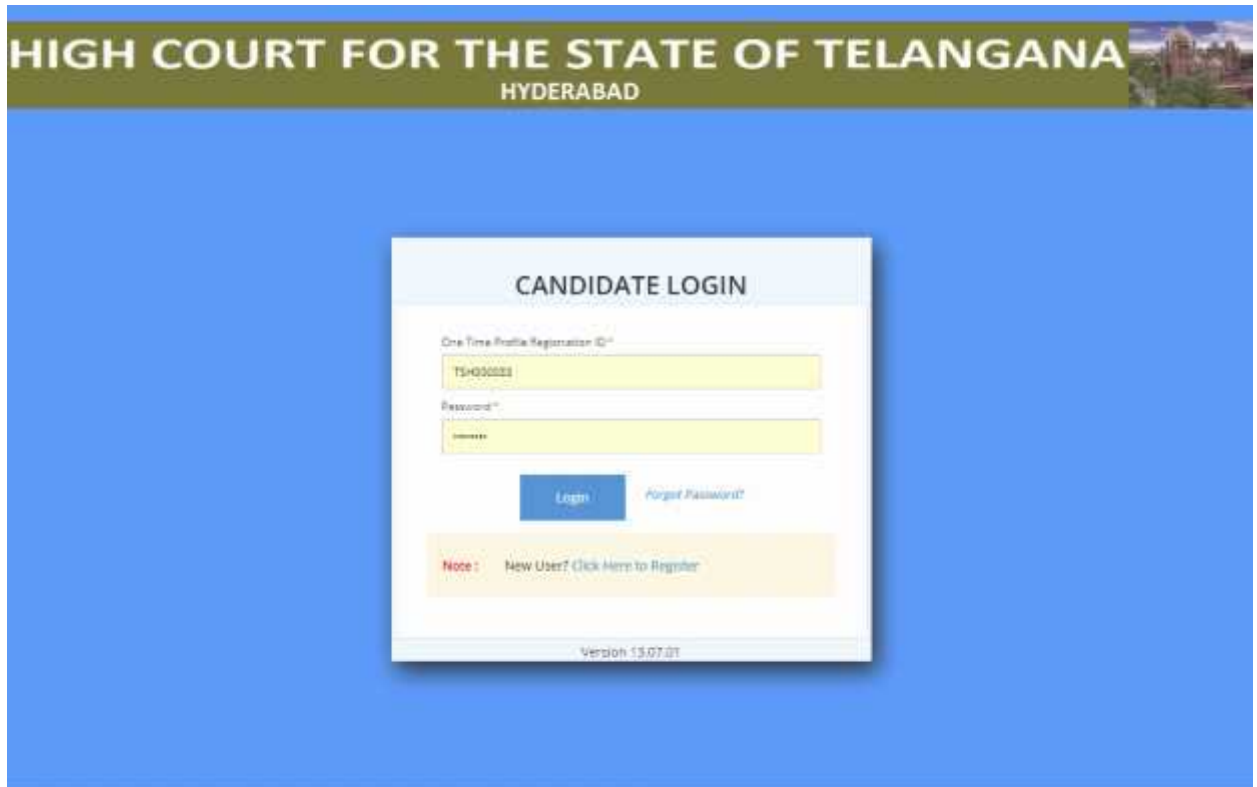 HIGH COURT FOR THE STATE OF TELANGANA
HYDERABAD
CANDIDATE LOGIN
One Time Profile Registration ID *
Password *
Login Forgot Password?
Note : New User? Click Here to Register
Version 13.07.01